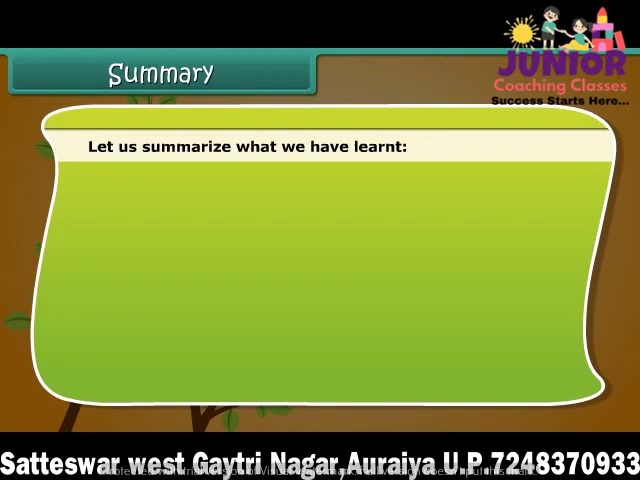 Summary
JUNIOR
Coaching Classes
Success Starts Here...
Let us summarize what we have learnt:
Satteswar west Gaytri Nagar,Auraiya U.P 7248370933